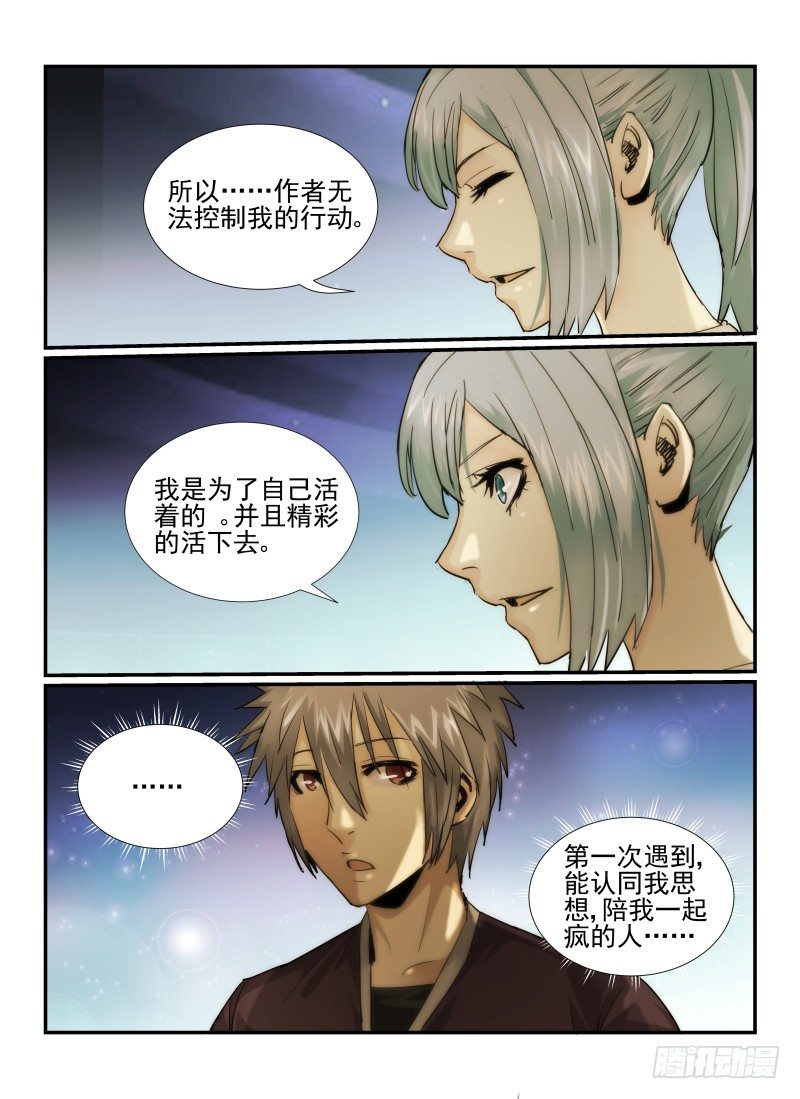 所以……作者无
法控制我的行动。
我是为了自己活
着的 。并且精彩
的活下去。
……
第一次遇到，
能认同我思
想，陪我一起
疯的人……
腾讯动漫